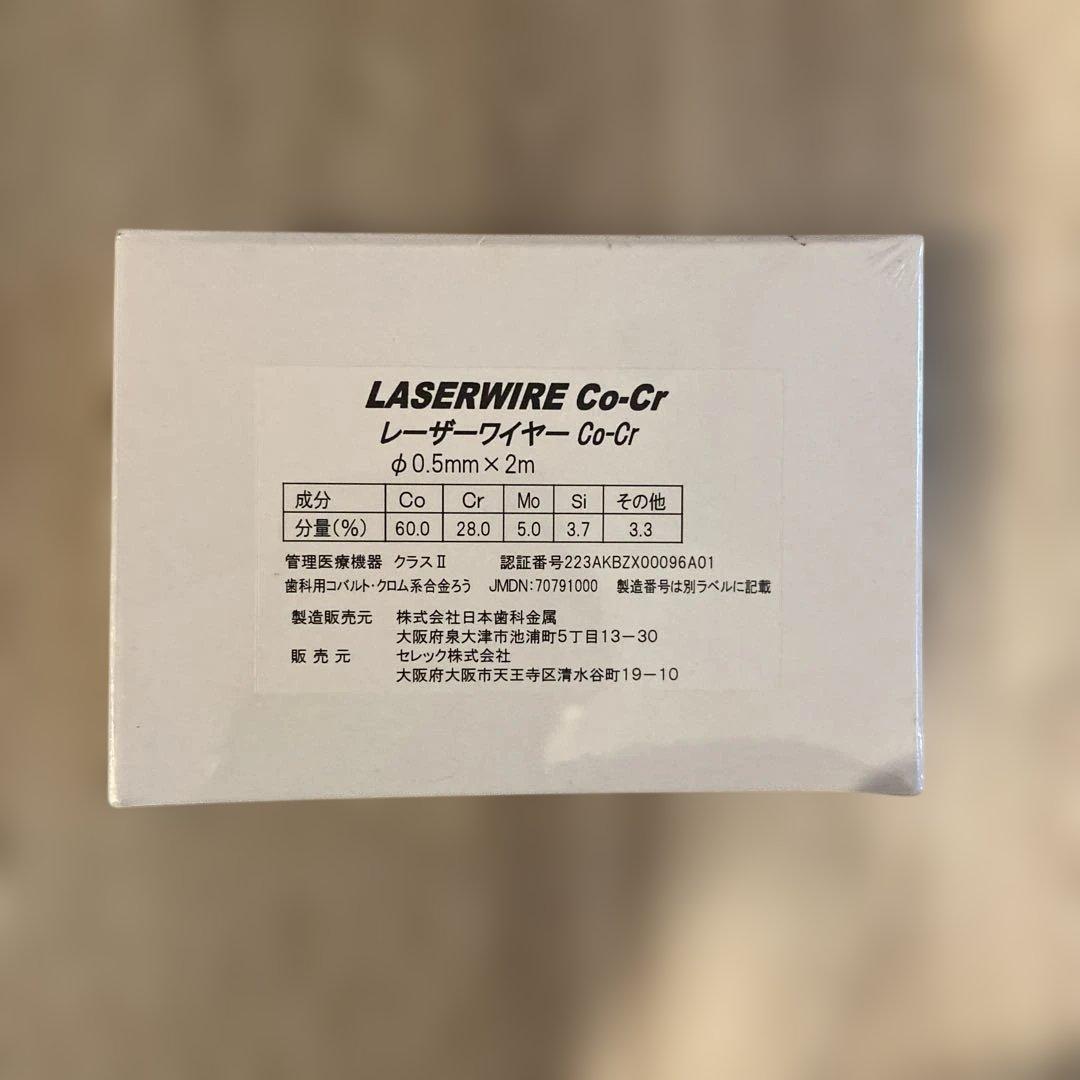 LASERWIRE Co-Cr
レーザーワイヤー Co-Cr
φ0.5mm×2m
成分 Co Cr Mo Si その他
分量(%) 60.0 28.0 5.0 3.7 3.3
管理医療機器 クラスⅡ 認証番号223AKBZX00096A01
歯科用コバルト・クロム系合金ろう JMDN:70791000 製造番号は別ラベルに記載
製造販売元 株式会社日本歯科金属
大阪府泉大津市池浦町5丁目13-30
販売元 セレック株式会社
大阪府大阪市天王寺区清水谷町19-10